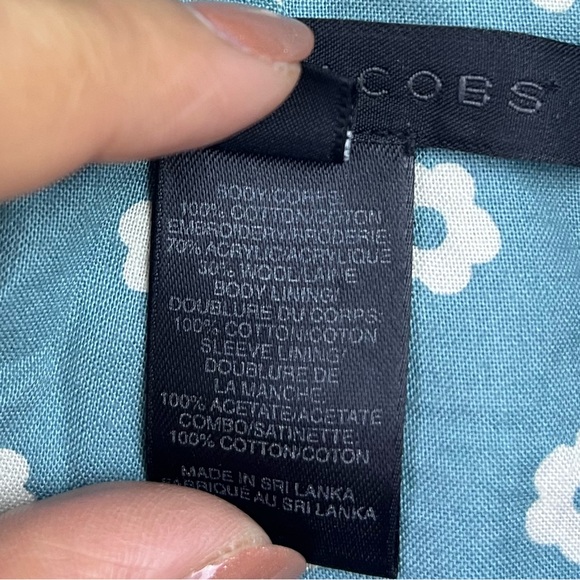 COBS
BODY/CORPS:
100% COTTON/COTON
EMBROIDERY/BRODERIE
70% ACRYLIC/ACRYLIQUE
30% WOOL/LAINE
BODY LINING/
DOUBLURE DU CORPS:
100% COTTON/COTON
SLEEVE LINING/
DOUBLURE DE
LA MANCHE:
100% ACETATE/ACETATE
COMBO/SATINETTE:
100% COTTON/COTON
MADE IN SRI LANKA
FABRIQUE AU SRI LANKA